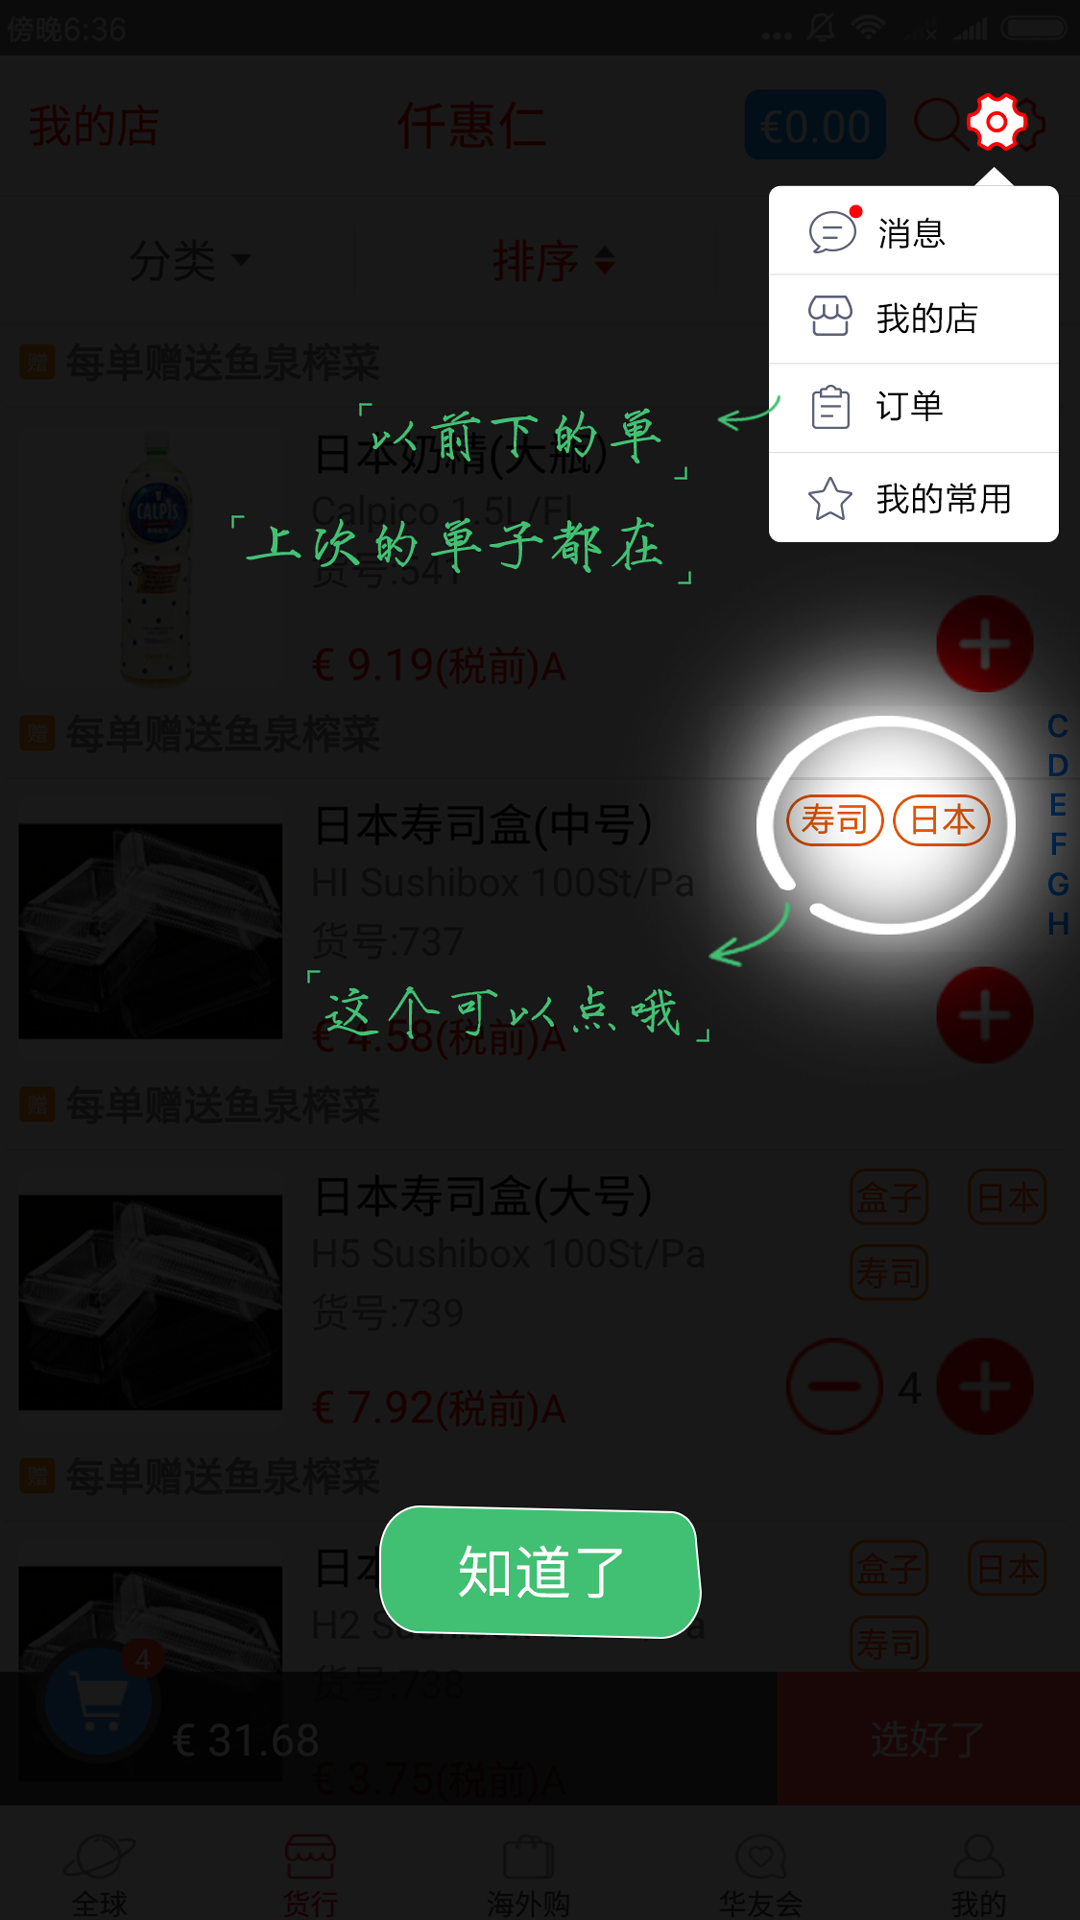 傍晚6:36
我的店 仟惠仁 €0.00
消息
分类 排序
我的店
每单赠送鱼泉榨菜
赠
订单
「以前下的单」
日本奶精(大瓶)
我的常用
Calpico 1.5L/Fl
「上次的单子都在」
货号:541
CALPIS
€ 9.19(税前)A
赠 每单赠送鱼泉榨菜
C
D
E
F
G
H
日本寿司盒(中号)
寿司 日本
HI Sushibox 100St/Pa
货号:737
「这个可以点哦」
€ 4.58(税前)A
赠 每单赠送鱼泉榨菜
日本寿司盒(大号)
盒子 日本
寿司
H5 Sushibox 100St/Pa
货号:739
€ 7.92(税前)A
4
赠 每单赠送鱼泉榨菜
知道了
日本
盒子 日本
寿司
H2 Su
a
货号:738
4
€ 31.68
选好了
€ 3.75(税前)A
全球 货行 海外购 华友会 我的